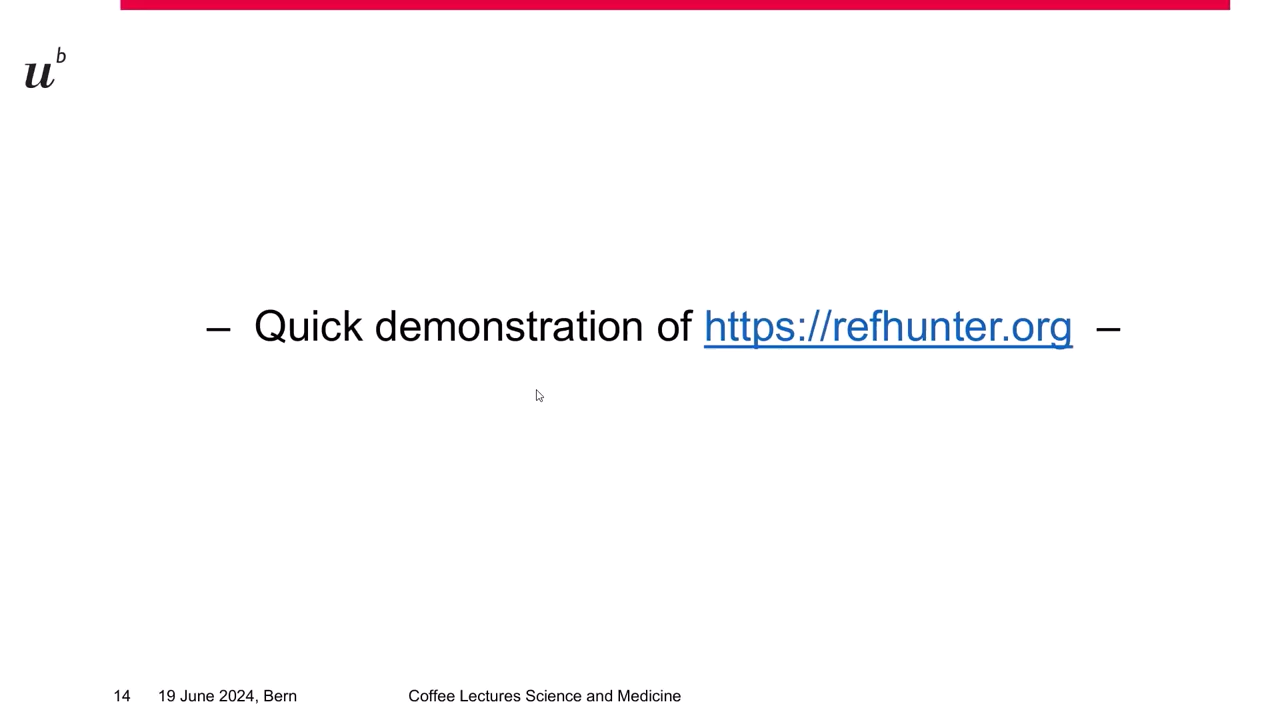 u b
– Quick demonstration of https://refhunter.org –
14 19 June 2024, Bern Coffee Lectures Science and Medicine